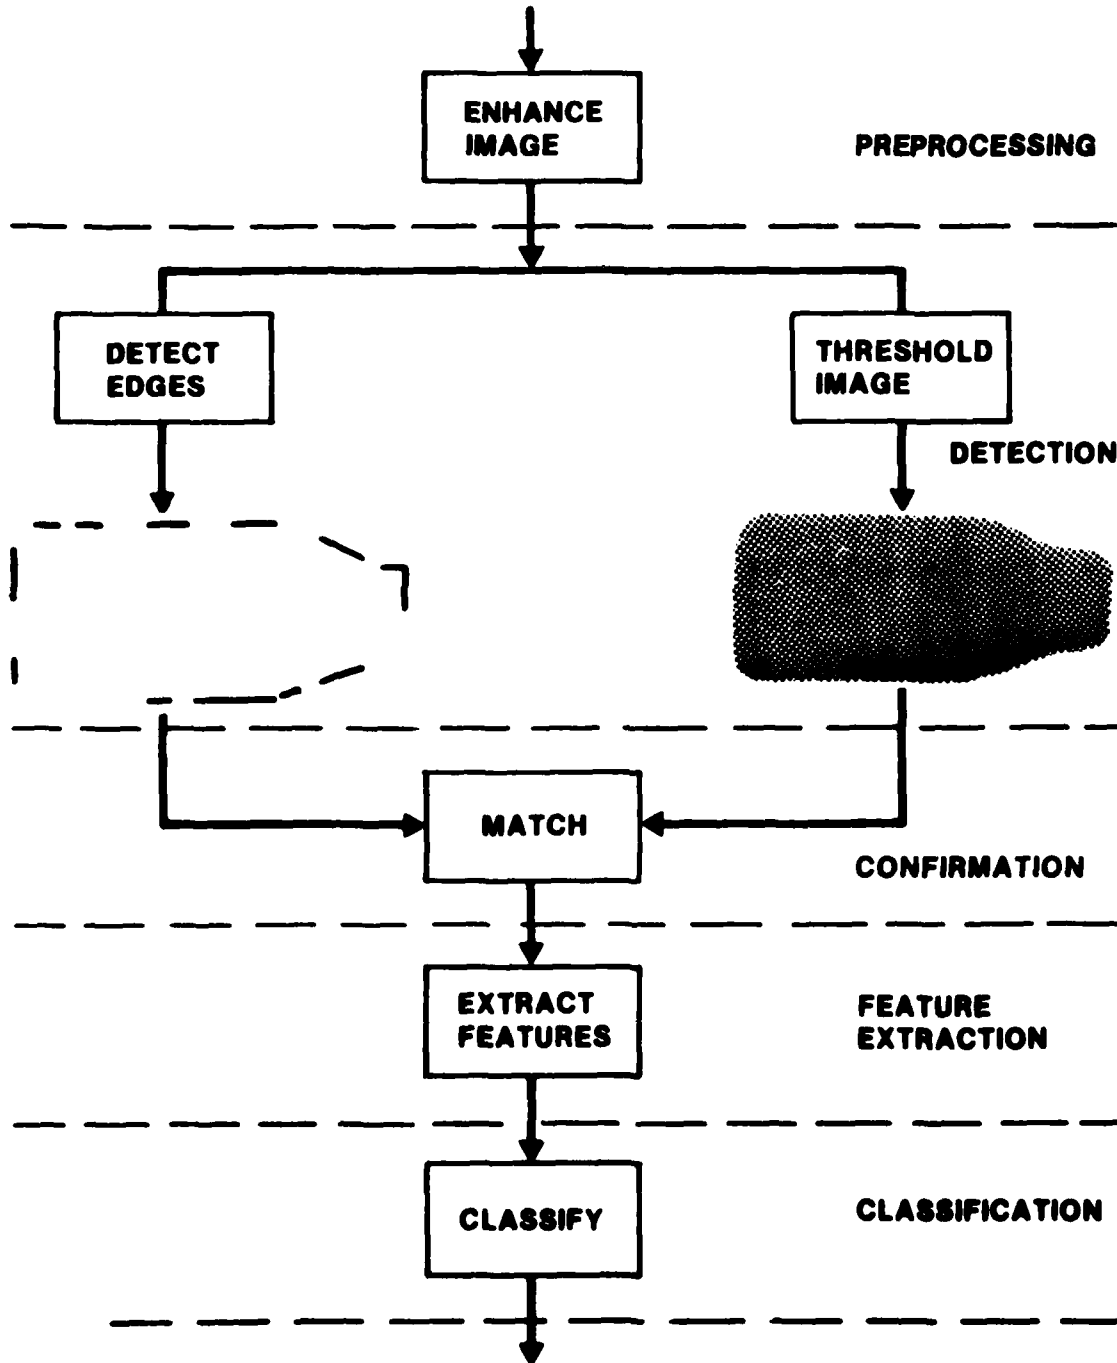 ENHANCE
IMAGE
PREPROCESSING
DETECT
EDGES
THRESHOLD
IMAGE
DETECTION
MATCH
CONFIRMATION
EXTRACT
FEATURES
FEATURE
EXTRACTION
CLASSIFY
CLASSIFICATION